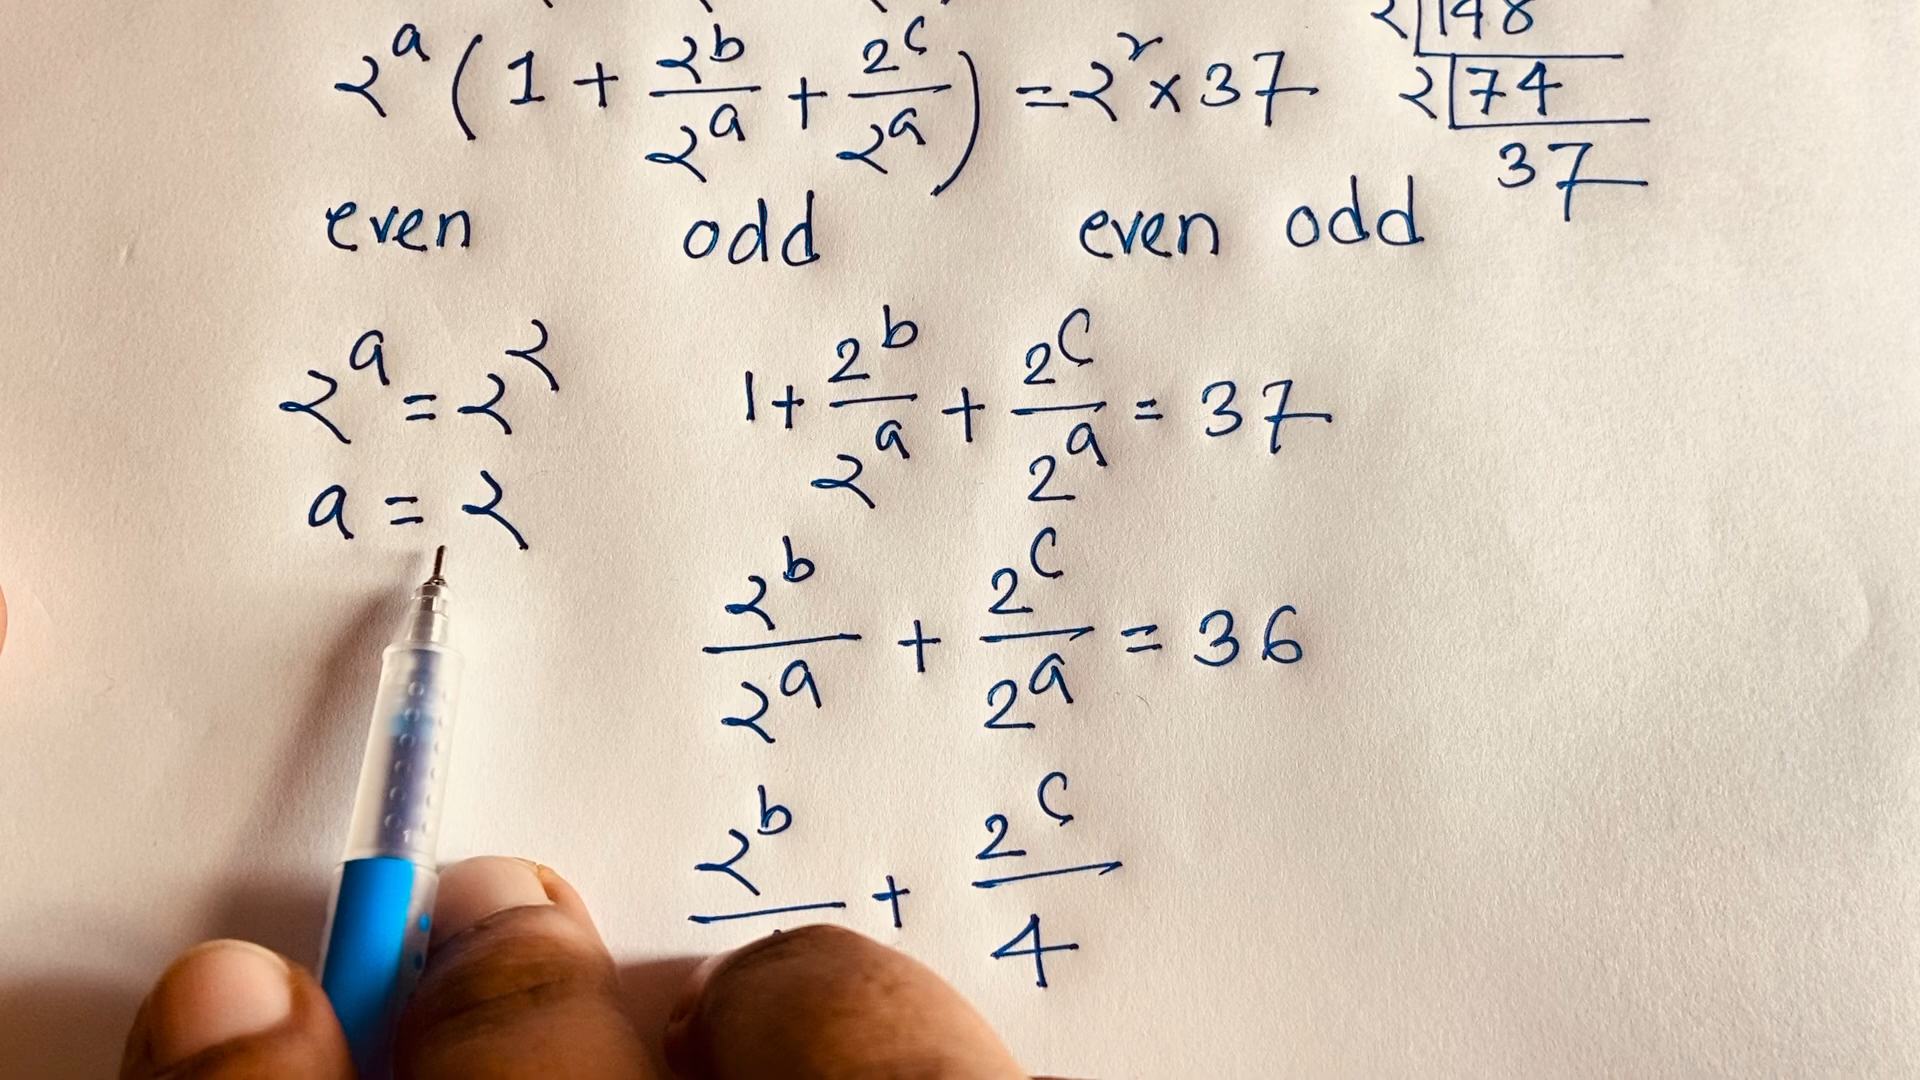 2^a (1 + 2^b/2^a + 2^c/2^a) = 2^2 × 37
2|148
2|74
37
even odd even odd
2^a = 2^2
1 + 2^b/2^a + 2^c/2^a = 37
a = 2
2^b/2^a + 2^c/2^a = 36
2^b/ + 2^c/4